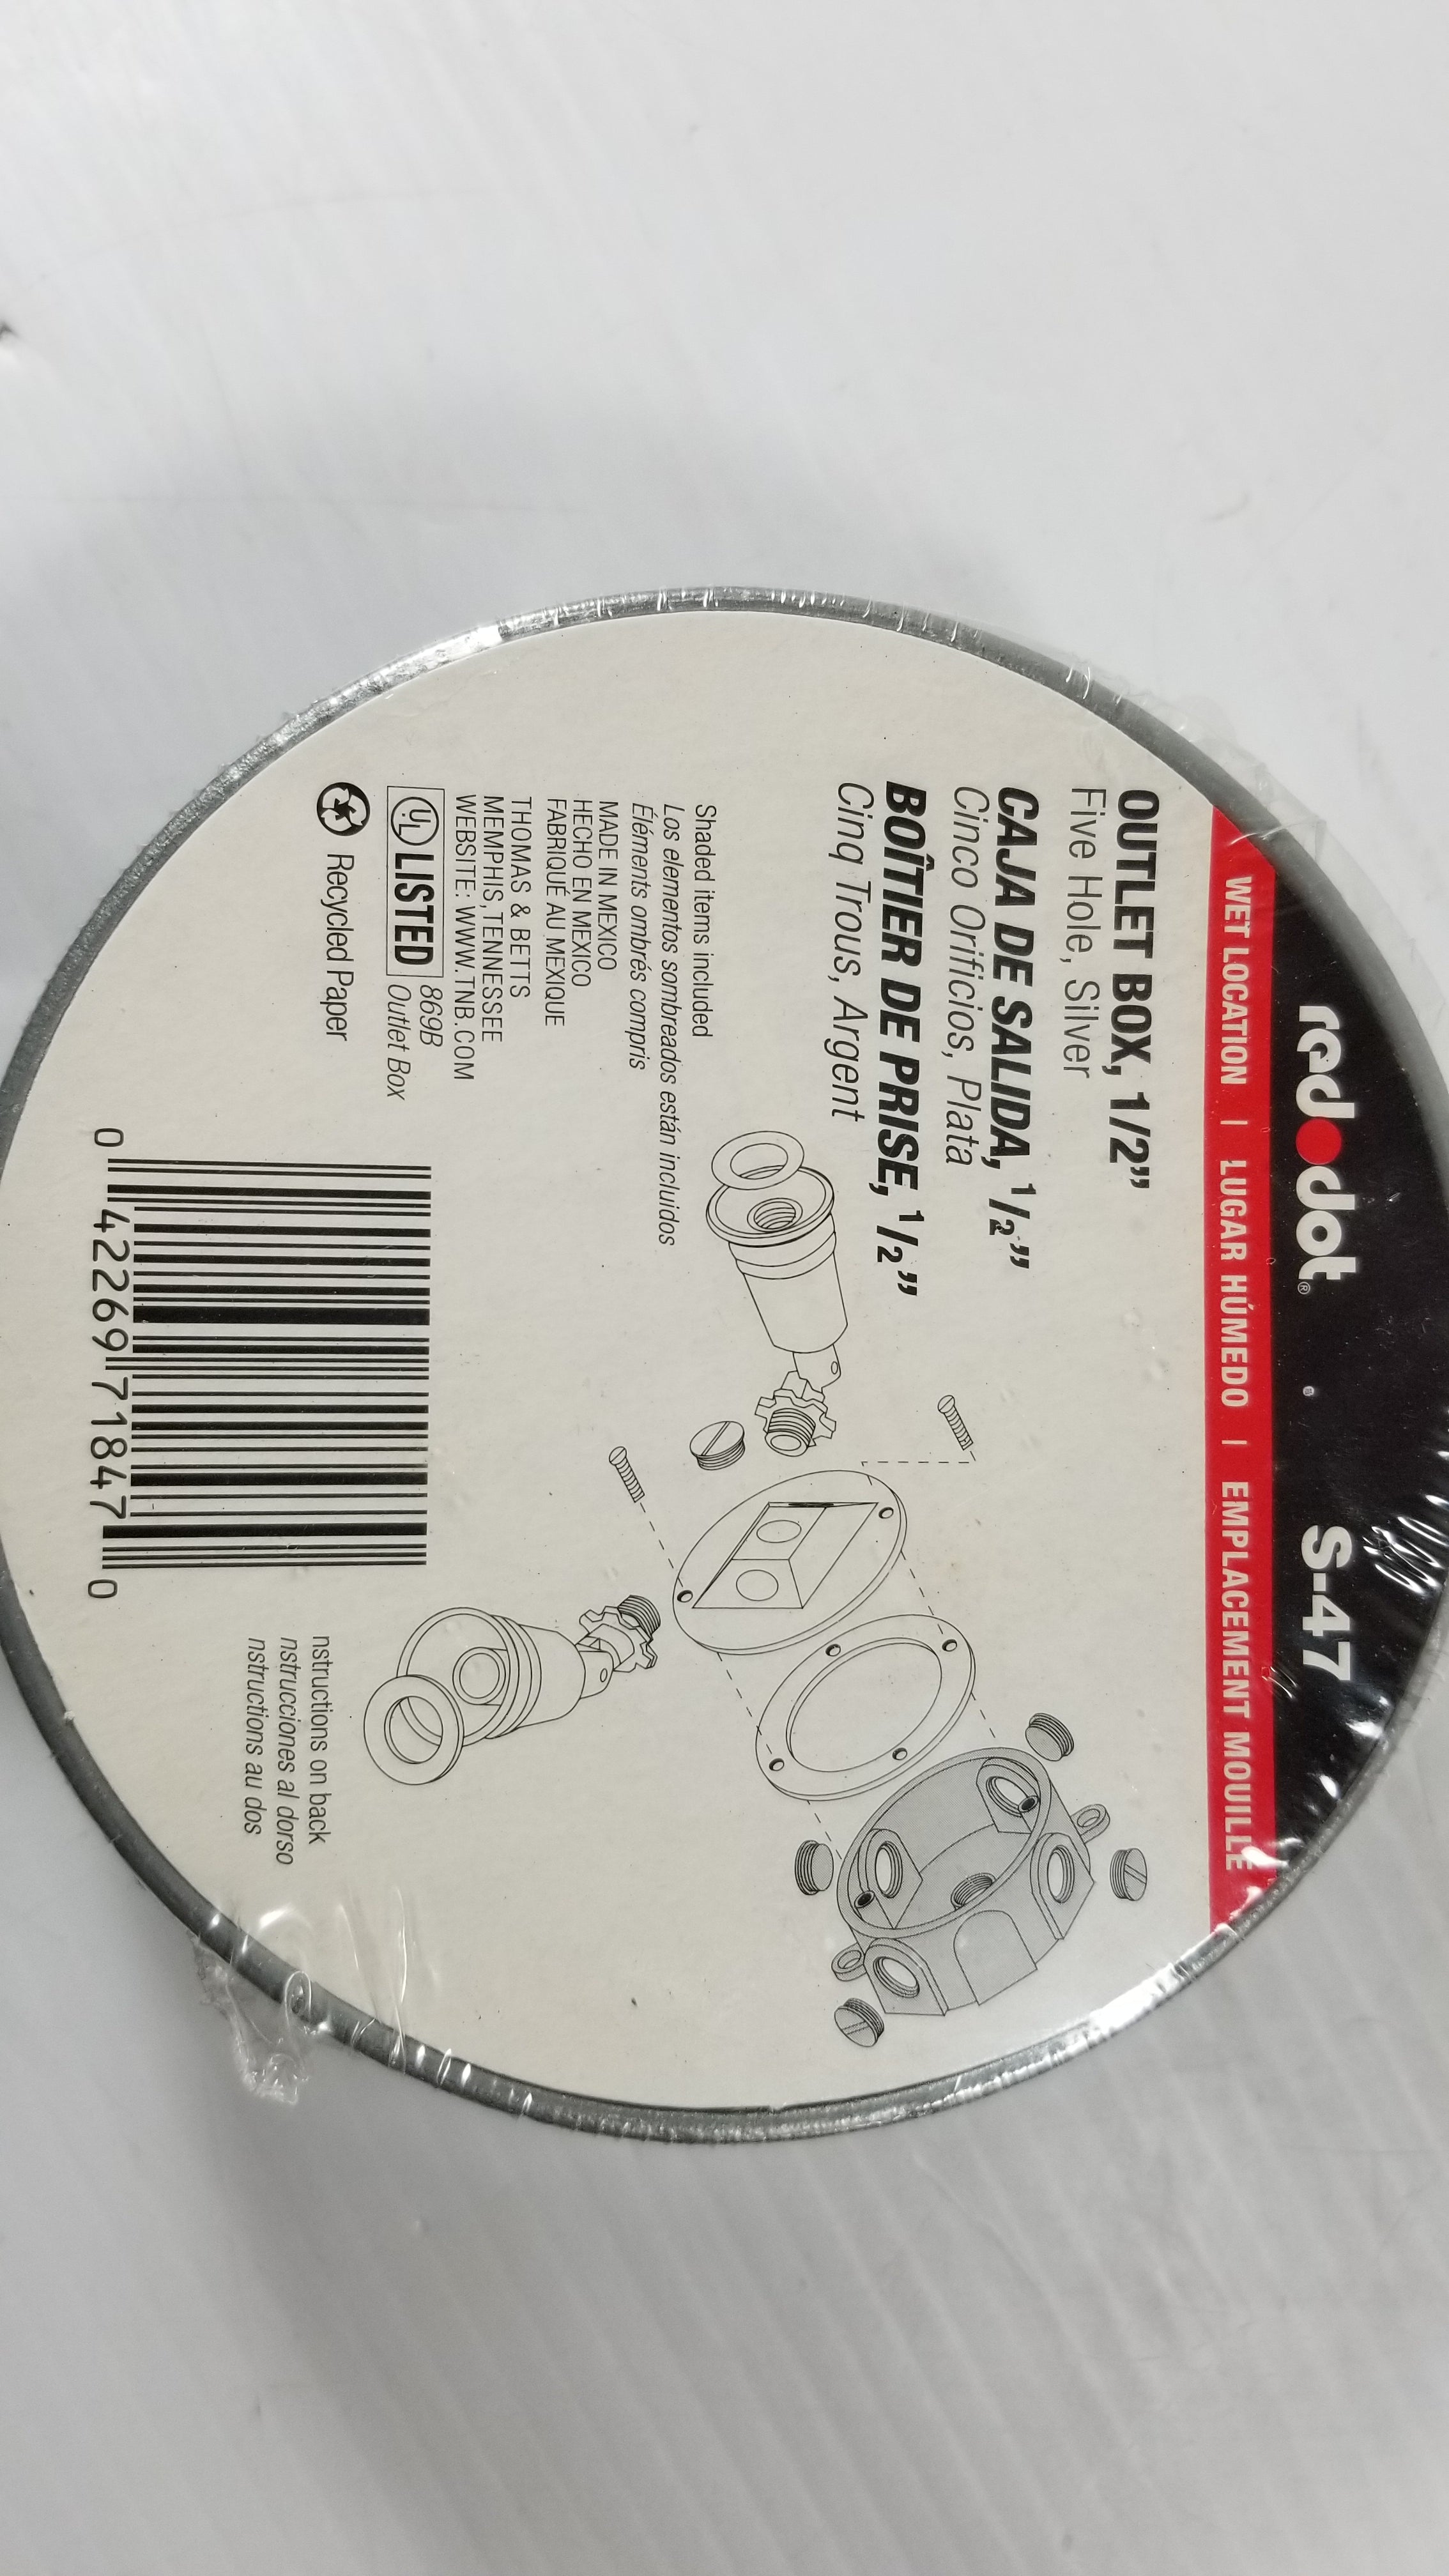 red•dot® S-47
WET LOCATION | LUGAR HÚMEDO | EMPLACEMENT MOUILLÉ
OUTLET BOX, 1/2”
Five Hole, Silver
CAJA DE SALIDA, 1/2”
Cinco Orificios, Plata
BOÎTIER DE PRISE, 1/2”
Cinq Trous, Argent
Shaded items included
Los elementos sombreados están incluidos
Éléments ombrés compris
MADE IN MEXICO
HECHO EN MEXICO
FABRIQUÉ AU MEXIQUE
THOMAS & BETTS
MEMPHIS, TENNESSEE
WEBSITE: WWW.TNB.COM
UL LISTED 869B
Outlet Box
Recycled Paper
0 42269 71847 0
nstructions on back
nstrucciones al dorso
nstructions au dos